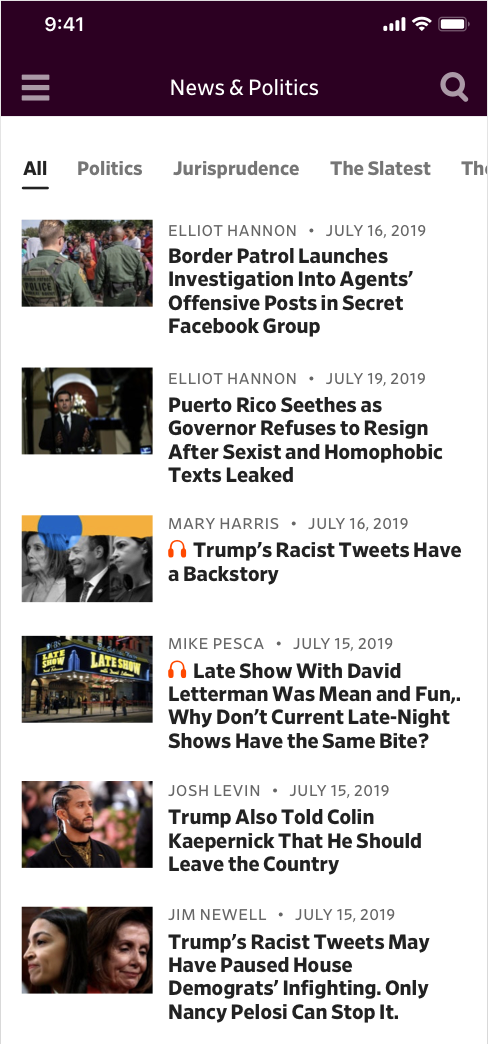 9:41
News & Politics
All Politics Jurisprudence The Slatest The
ELLIOT HANNON • JULY 16, 2019
Border Patrol Launches
Investigation Into Agents’
Offensive Posts in Secret
Facebook Group
POLICE
ELLIOT HANNON • JULY 19, 2019
Puerto Rico Seethes as
Governor Refuses to Resign
After Sexist and Homophobic
Texts Leaked
MARY HARRIS • JULY 16, 2019
Trump’s Racist Tweets Have
a Backstory
MIKE PESCA • JULY 15, 2019
Late Show With David
Letterman Was Mean and Fun,.
Why Don’t Current Late-Night
Shows Have the Same Bite?
LATE
SHOW
LATE SHOW
JOSH LEVIN • JULY 15, 2019
Trump Also Told Colin
Kaepernick That He Should
Leave the Country
JIM NEWELL • JULY 15, 2019
Trump’s Racist Tweets May
Have Paused House
Demograts’ Infighting. Only
Nancy Pelosi Can Stop It.